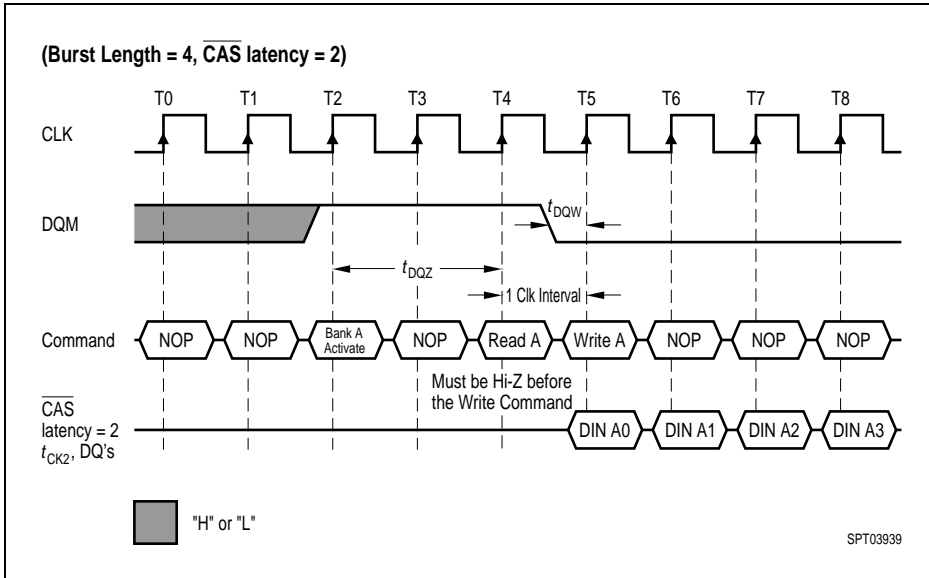 (Burst Length = 4, CAS latency = 2)
T0 T1 T2 T3 T4 T5 T6 T7 T8
CLK
DQM
tDQW
tDQZ
1 Clk Interval
Command
NOP NOP Bank A Activate NOP Read A Write A NOP NOP NOP
Must be Hi-Z before
the Write Command
CAS
latency = 2
tCK2, DQ's
DIN A0 DIN A1 DIN A2 DIN A3
"H" or "L"
SPT03939